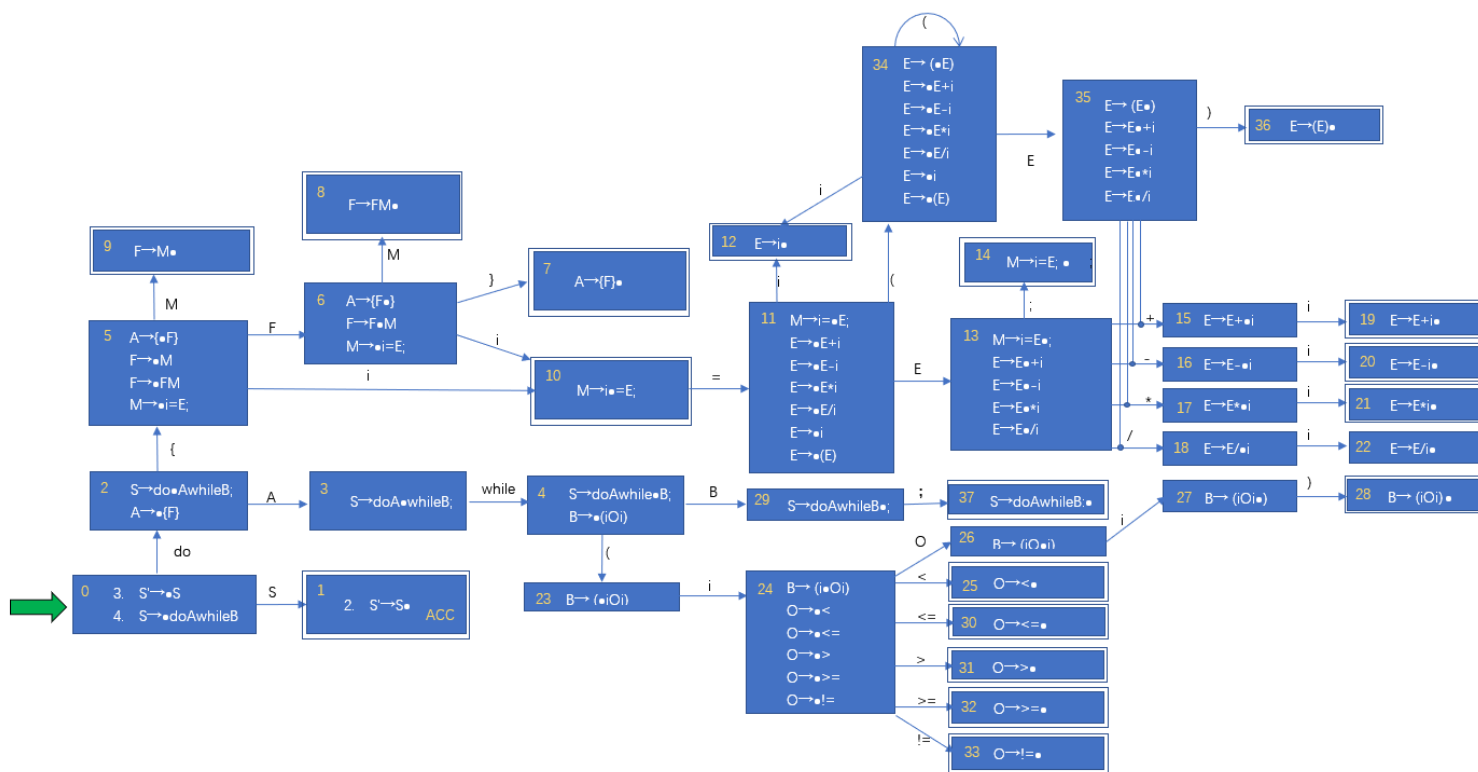 (
34 E→ (•E)
E→•E+i
E→•E-i
E→•E*i
E→•E/i
E→•i
E→•(E)
E
35 E→ (E•)
E→E•+i
E→E•-i
E→E•*i
E→E•/i
)
36 E→(E)•
i
8 F→FM•
M
9 F→M•
M
12 E→i•
i
(
14 M→i=E; • ;
;
7 A→{F}•
}
6 A→{F•}
F→F•M
M→•i=E;
i
5 A→{•F}
F→•M
F→•FM
M→•i=E;
F
i
{
10 M→i•=E;
=
11 M→i=•E;
E→•E+i
E→•E-i
E→•E*i
E→•E/i
E→•i
E→•(E)
E
13 M→i=E•;
E→E•+i
E→E•-i
E→E•*i
E→E•/i
+
15 E→E+•i
i
19 E→E+i•
-
16 E→E-•i
i
20 E→E-i•
*
17 E→E*•i
i
21 E→E*i•
/
18 E→E/•i
i
22 E→E/i•
2 S→do•AwhileB;
A→•{F}
A
do
3 S→doA•whileB;
while
4 S→doAwhile•B;
B→•(iOi)
B
(
29 S→doAwhileB•;
;
37 S→doAwhileB;•
27 B→ (iOi•)
i
)
28 B→ (iOi)•
0 3. S'→•S
4. S→•doAwhileB
S
1 2. S'→S•
ACC
23 B→ (•iOi)
i
24 B→ (i•Oi)
O→•<
O→•<=
O→•>
O→•>=
O→•!=
O
26 B→ (iO•i)
<
25 O→<•
<=
30 O→<=•
>
31 O→>•
>=
32 O→>=•
!=
33 O→!=•